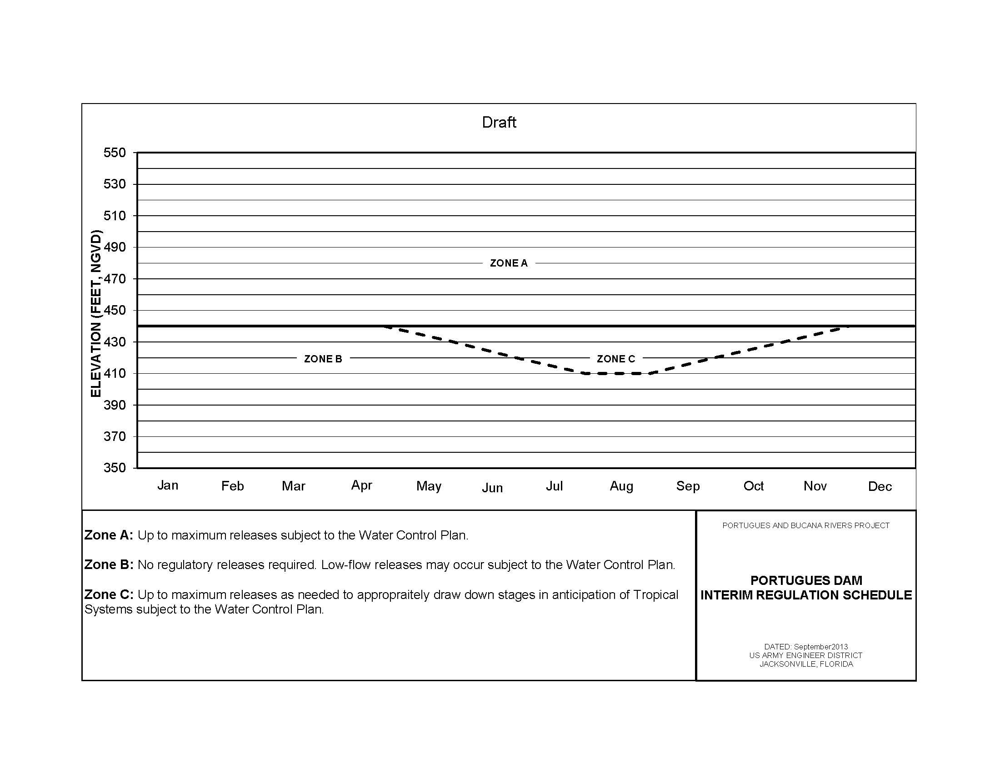 Draft
ELEVATION (FEET, NGVD)
550
530
510
490
470
450
430
410
390
370
350
ZONE A
ZONE B
ZONE C
Jan Feb Mar Apr May Jun Jul Aug Sep Oct Nov Dec
Zone A: Up to maximum releases subject to the Water Control Plan.
Zone B: No regulatory releases required. Low-flow releases may occur subject to the Water Control Plan.
Zone C: Up to maximum releases as needed to appropraitely draw down stages in anticipation of Tropical
Systems subject to the Water Control Plan.
PORTUGUES AND BUCANA RIVERS PROJECT
PORTUGUES DAM
INTERIM REGULATION SCHEDULE
DATED: September2013
US ARMY ENGINEER DISTRICT
JACKSONVILLE, FLORIDA